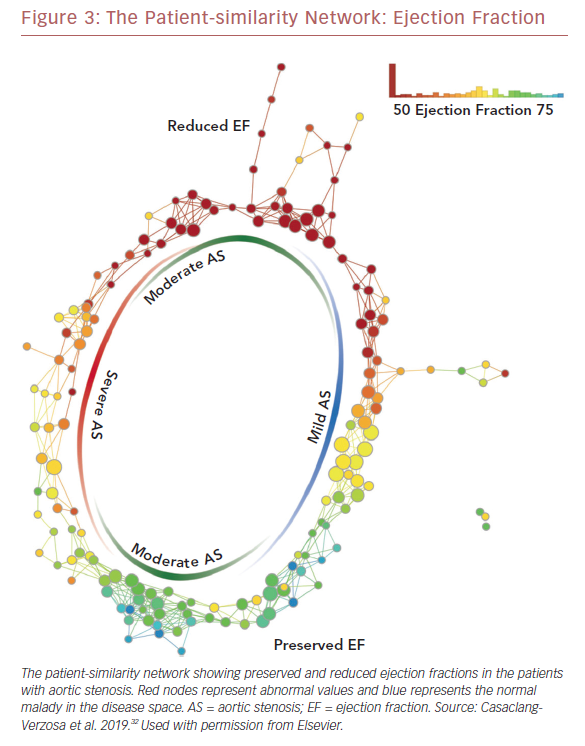 Figure 3: The Patient-similarity Network: Ejection Fraction
50 Ejection Fraction 75
Reduced EF
Moderate AS
Severe AS
Mild AS
Moderate AS
Preserved EF
The patient-similarity network showing preserved and reduced ejection fractions in the patients
with aortic stenosis. Red nodes represent abnormal values and blue represents the normal
malady in the disease space. AS = aortic stenosis; EF = ejection fraction. Source: Casaclang-
Verzosa et al. 2019.³² Used with permission from Elsevier.